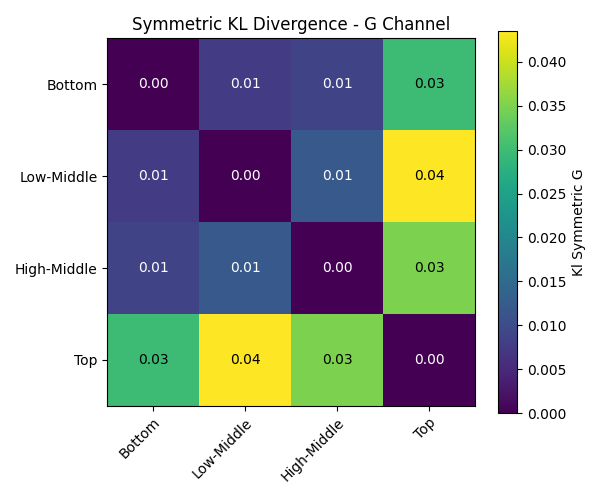 Symmetric KL Divergence - G Channel
Bottom
0.00 0.01 0.01 0.03
Low-Middle
0.01 0.00 0.01 0.04
High-Middle
0.01 0.01 0.00 0.03
Top
0.03 0.04 0.03 0.00
Bottom
Low-Middle
High-Middle
Top
0.040
0.035
0.030
0.025
0.020
0.015
0.010
0.005
0.000
Kl Symmetric G